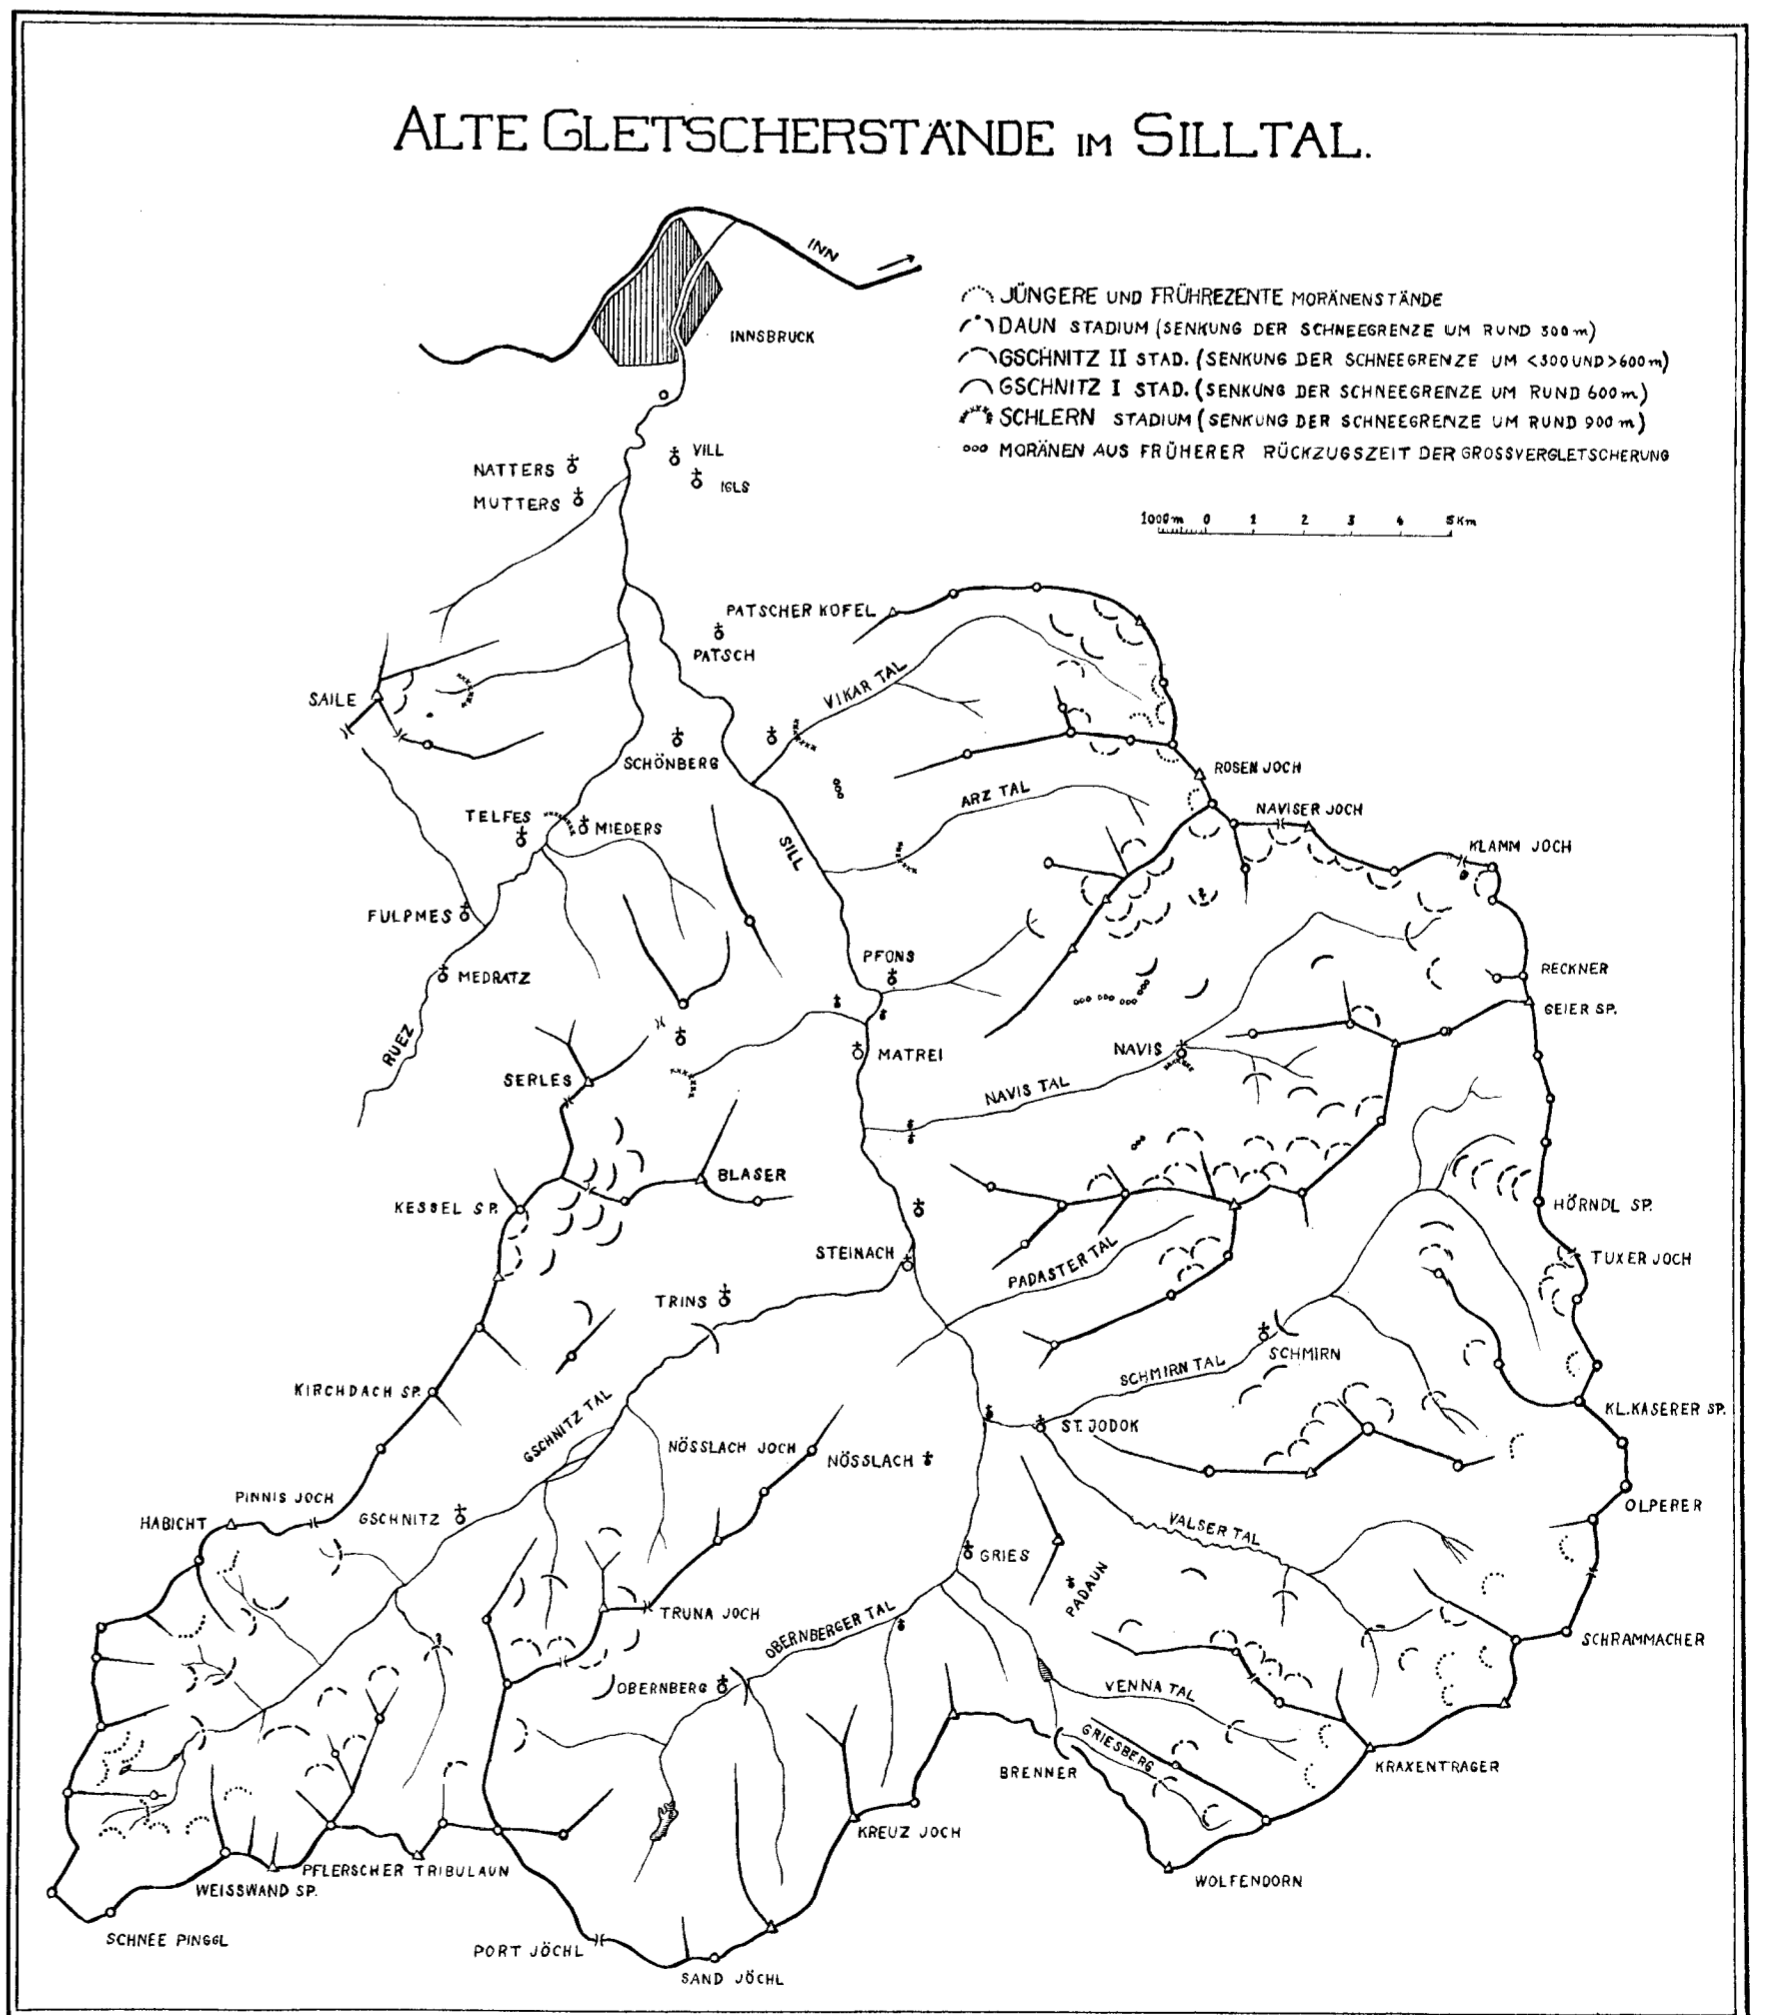 ALTE GLETSCHERSTÄNDE IM SILLTAL.
INN
INNSBRUCK
JÜNGERE UND FRÜHREZENTE MORÄNENSTÄNDE
DAUN STADIUM (SENKUNG DER SCHNEEGRENZE UM RUND 300 m)
GSCHNITZ II STAD. (SENKUNG DER SCHNEEGRENZE UM <300 UND >600 m)
GSCHNITZ I STAD. (SENKUNG DER SCHNEEGRENZE UM RUND 600 m)
SCHLERN STADIUM (SENKUNG DER SCHNEEGRENZE UM RUND 900 m)
MORÄNEN AUS FRÜHERER RÜCKZUGSZEIT DER GROSSVERGLETSCHERUNG
1000m 0 1 2 3 4 5 Km
VILL
NATTERS
IGLS
MUTTERS
PATSCHER KOFEL
PATSCH
VIKAR TAL
SAILE
SCHÖNBERG
ROSEN JOCH
ARZ TAL
NAVISER JOCH
TELFES
MIEDERS
SILL
KLAMM JOCH
FULPMES
PFONS
MEDRATZ
RECKNER
GEIER SP.
RUEZ
MATREI
NAVIS
SERLES
NAVIS TAL
BLASER
KESSEL SP.
HÖRNDL SP.
STEINACH
PADASTER TAL
TUXER JOCH
TRINS
SCHMIRN
SCHMIRN TAL
KIRCHDACH SP.
KL. KASERER SP.
GSCHNITZ TAL
ST. JODOK
NÖSSLACH JOCH
NÖSSLACH
PINNIS JOCH
HABICHT
GSCHNITZ
OLPERER
VALSER TAL
GRIES
PADAUN
TRUNA JOCH
OBERNBERGER TAL
SCHRAMMACHER
OBERNBERG
VENNA TAL
GRIESBERG
BRENNER
KRAXENTRAGER
KREUZ JOCH
PFLERSCHER TRIBULAUN
WEISSWAND SP.
WOLFENDORN
SCHNEE PINGGL
PORT JÖCHL
SAND JÖCHL